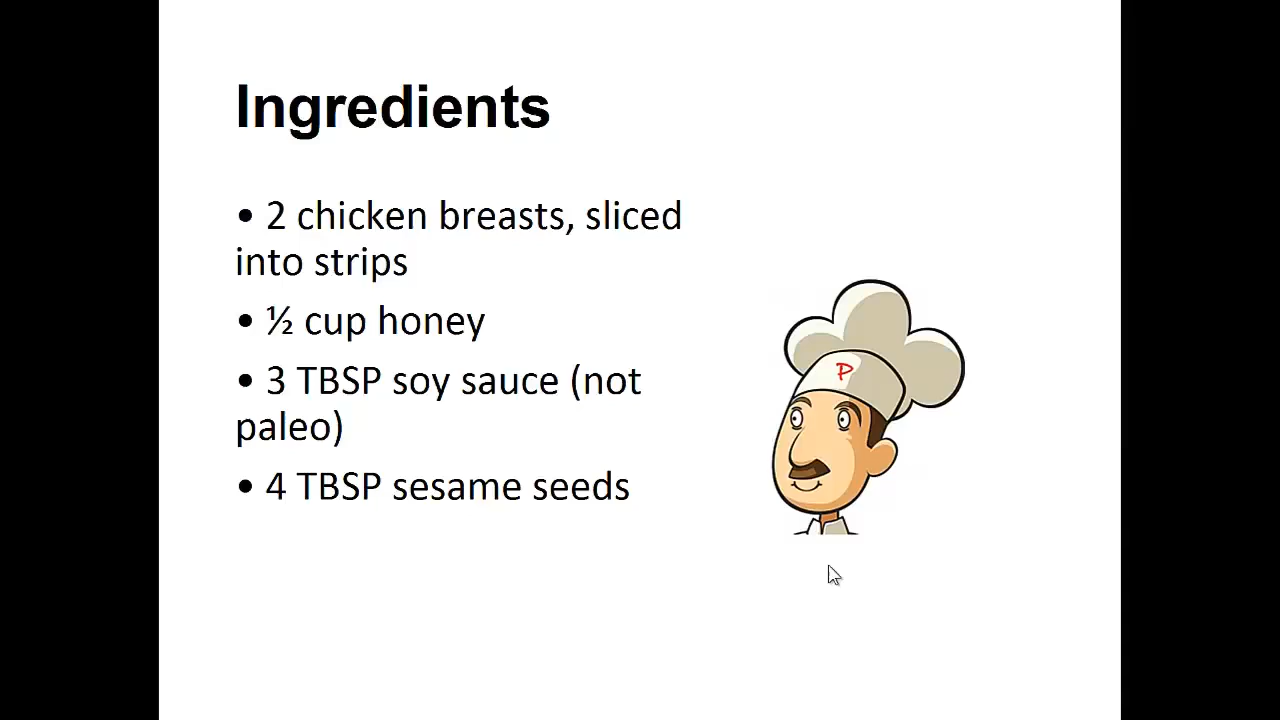 Ingredients
• 2 chicken breasts, sliced
into strips
• ½ cup honey
• 3 TBSP soy sauce (not
paleo)
• 4 TBSP sesame seeds
P